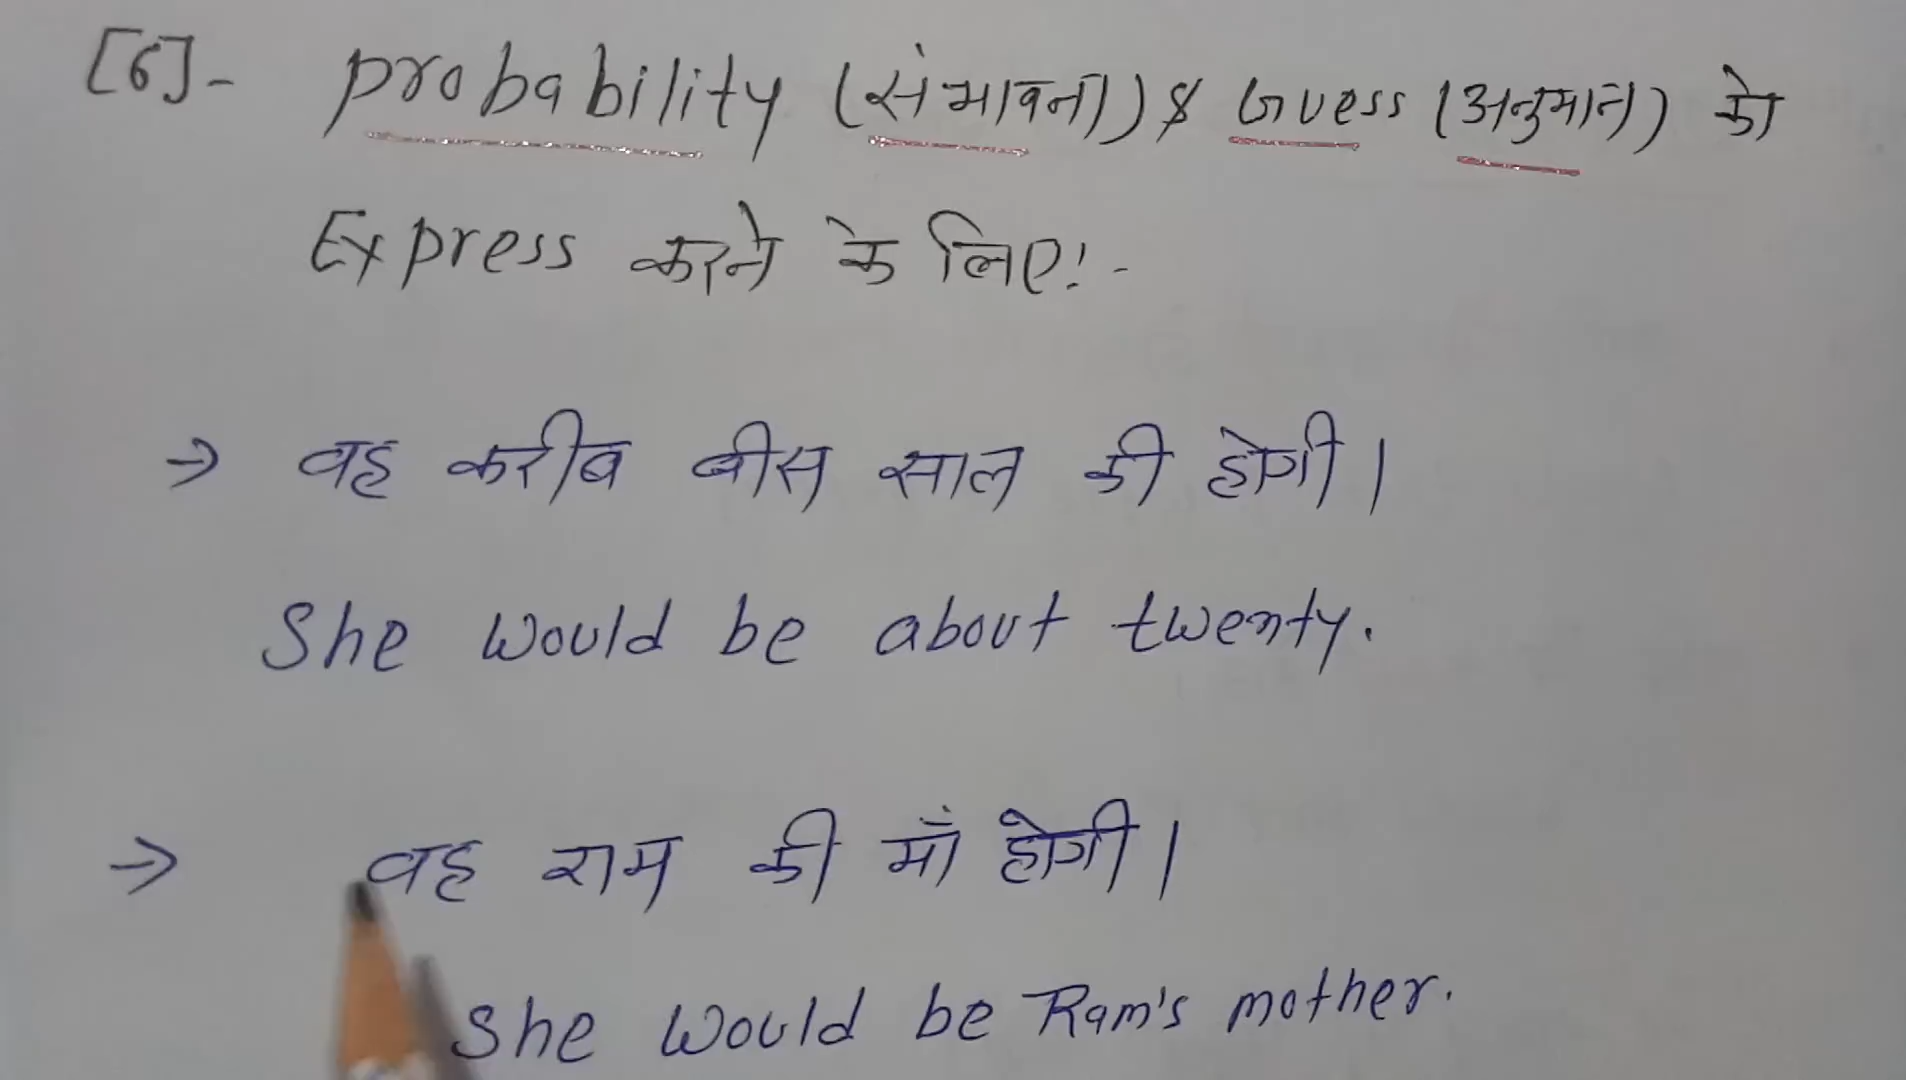 [6]- Probability (संभावना) & Guess (अनुमान) को
Express करने के लिए:-
→ वह करीब बीस साल की होगी।
She would be about twenty.
→ वह राम की माँ होगी।
She would be Ram's mother.